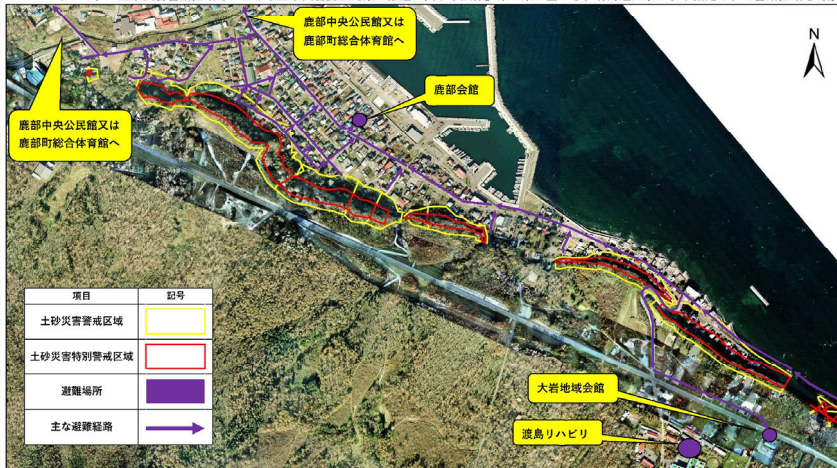 鹿部中央公民館又は
鹿部町総合体育館へ
N
鹿部会館
鹿部中央公民館又は
鹿部町総合体育館へ
項目 記号
土砂災害警戒区域
土砂災害特別警戒区域
避難場所
主な避難経路
大岩地域会館
渡島リハビリ